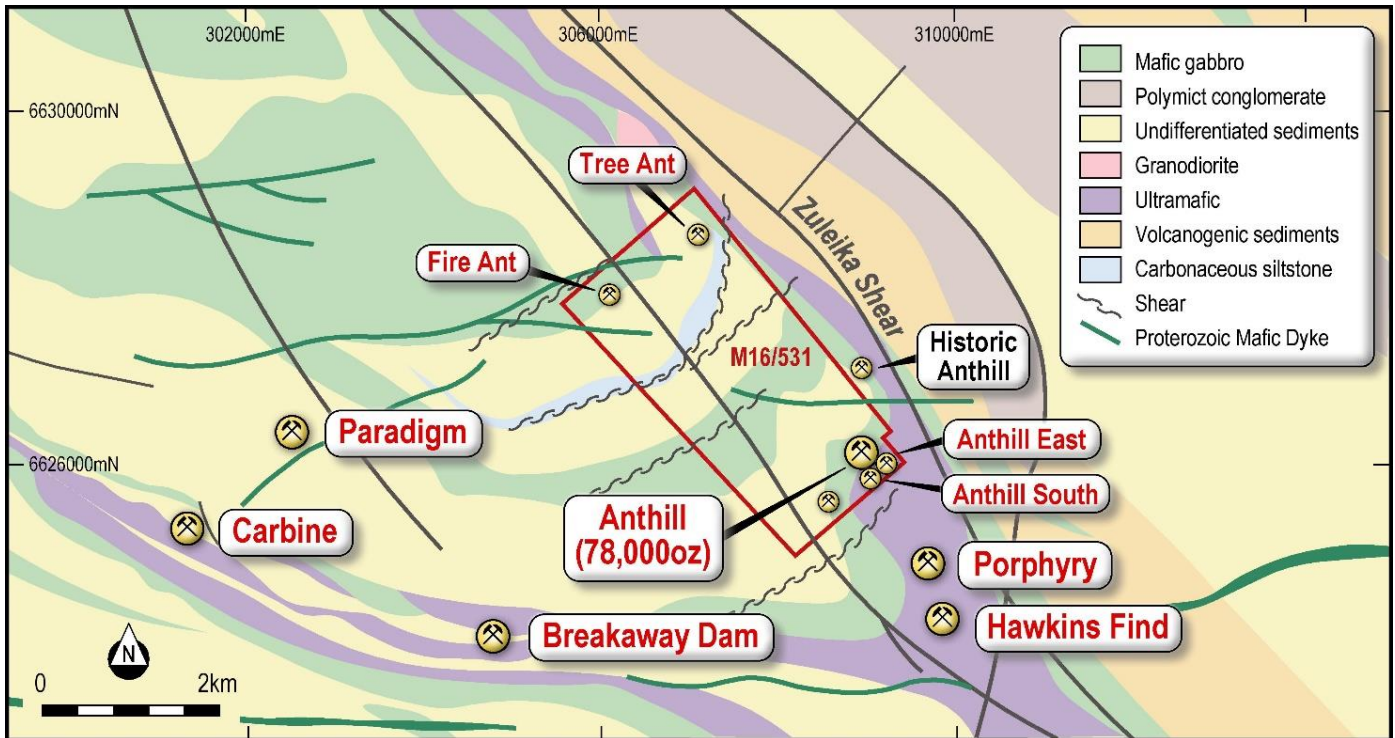 302000mE
306000mE
310000mE
6630000mN
6626000mN
Mafic gabbro
Polymict conglomerate
Undifferentiated sediments
Granodiorite
Ultramafic
Volcanogenic sediments
Carbonaceous siltstone
Shear
Proterozoic Mafic Dyke
Tree Ant
Fire Ant
Zuleika Shear
M16/531
Historic
Anthill
Paradigm
Anthill East
Anthill South
Carbine
Anthill
(78,000oz)
Porphyry
Hawkins Find
Breakaway Dam
N
0
2km